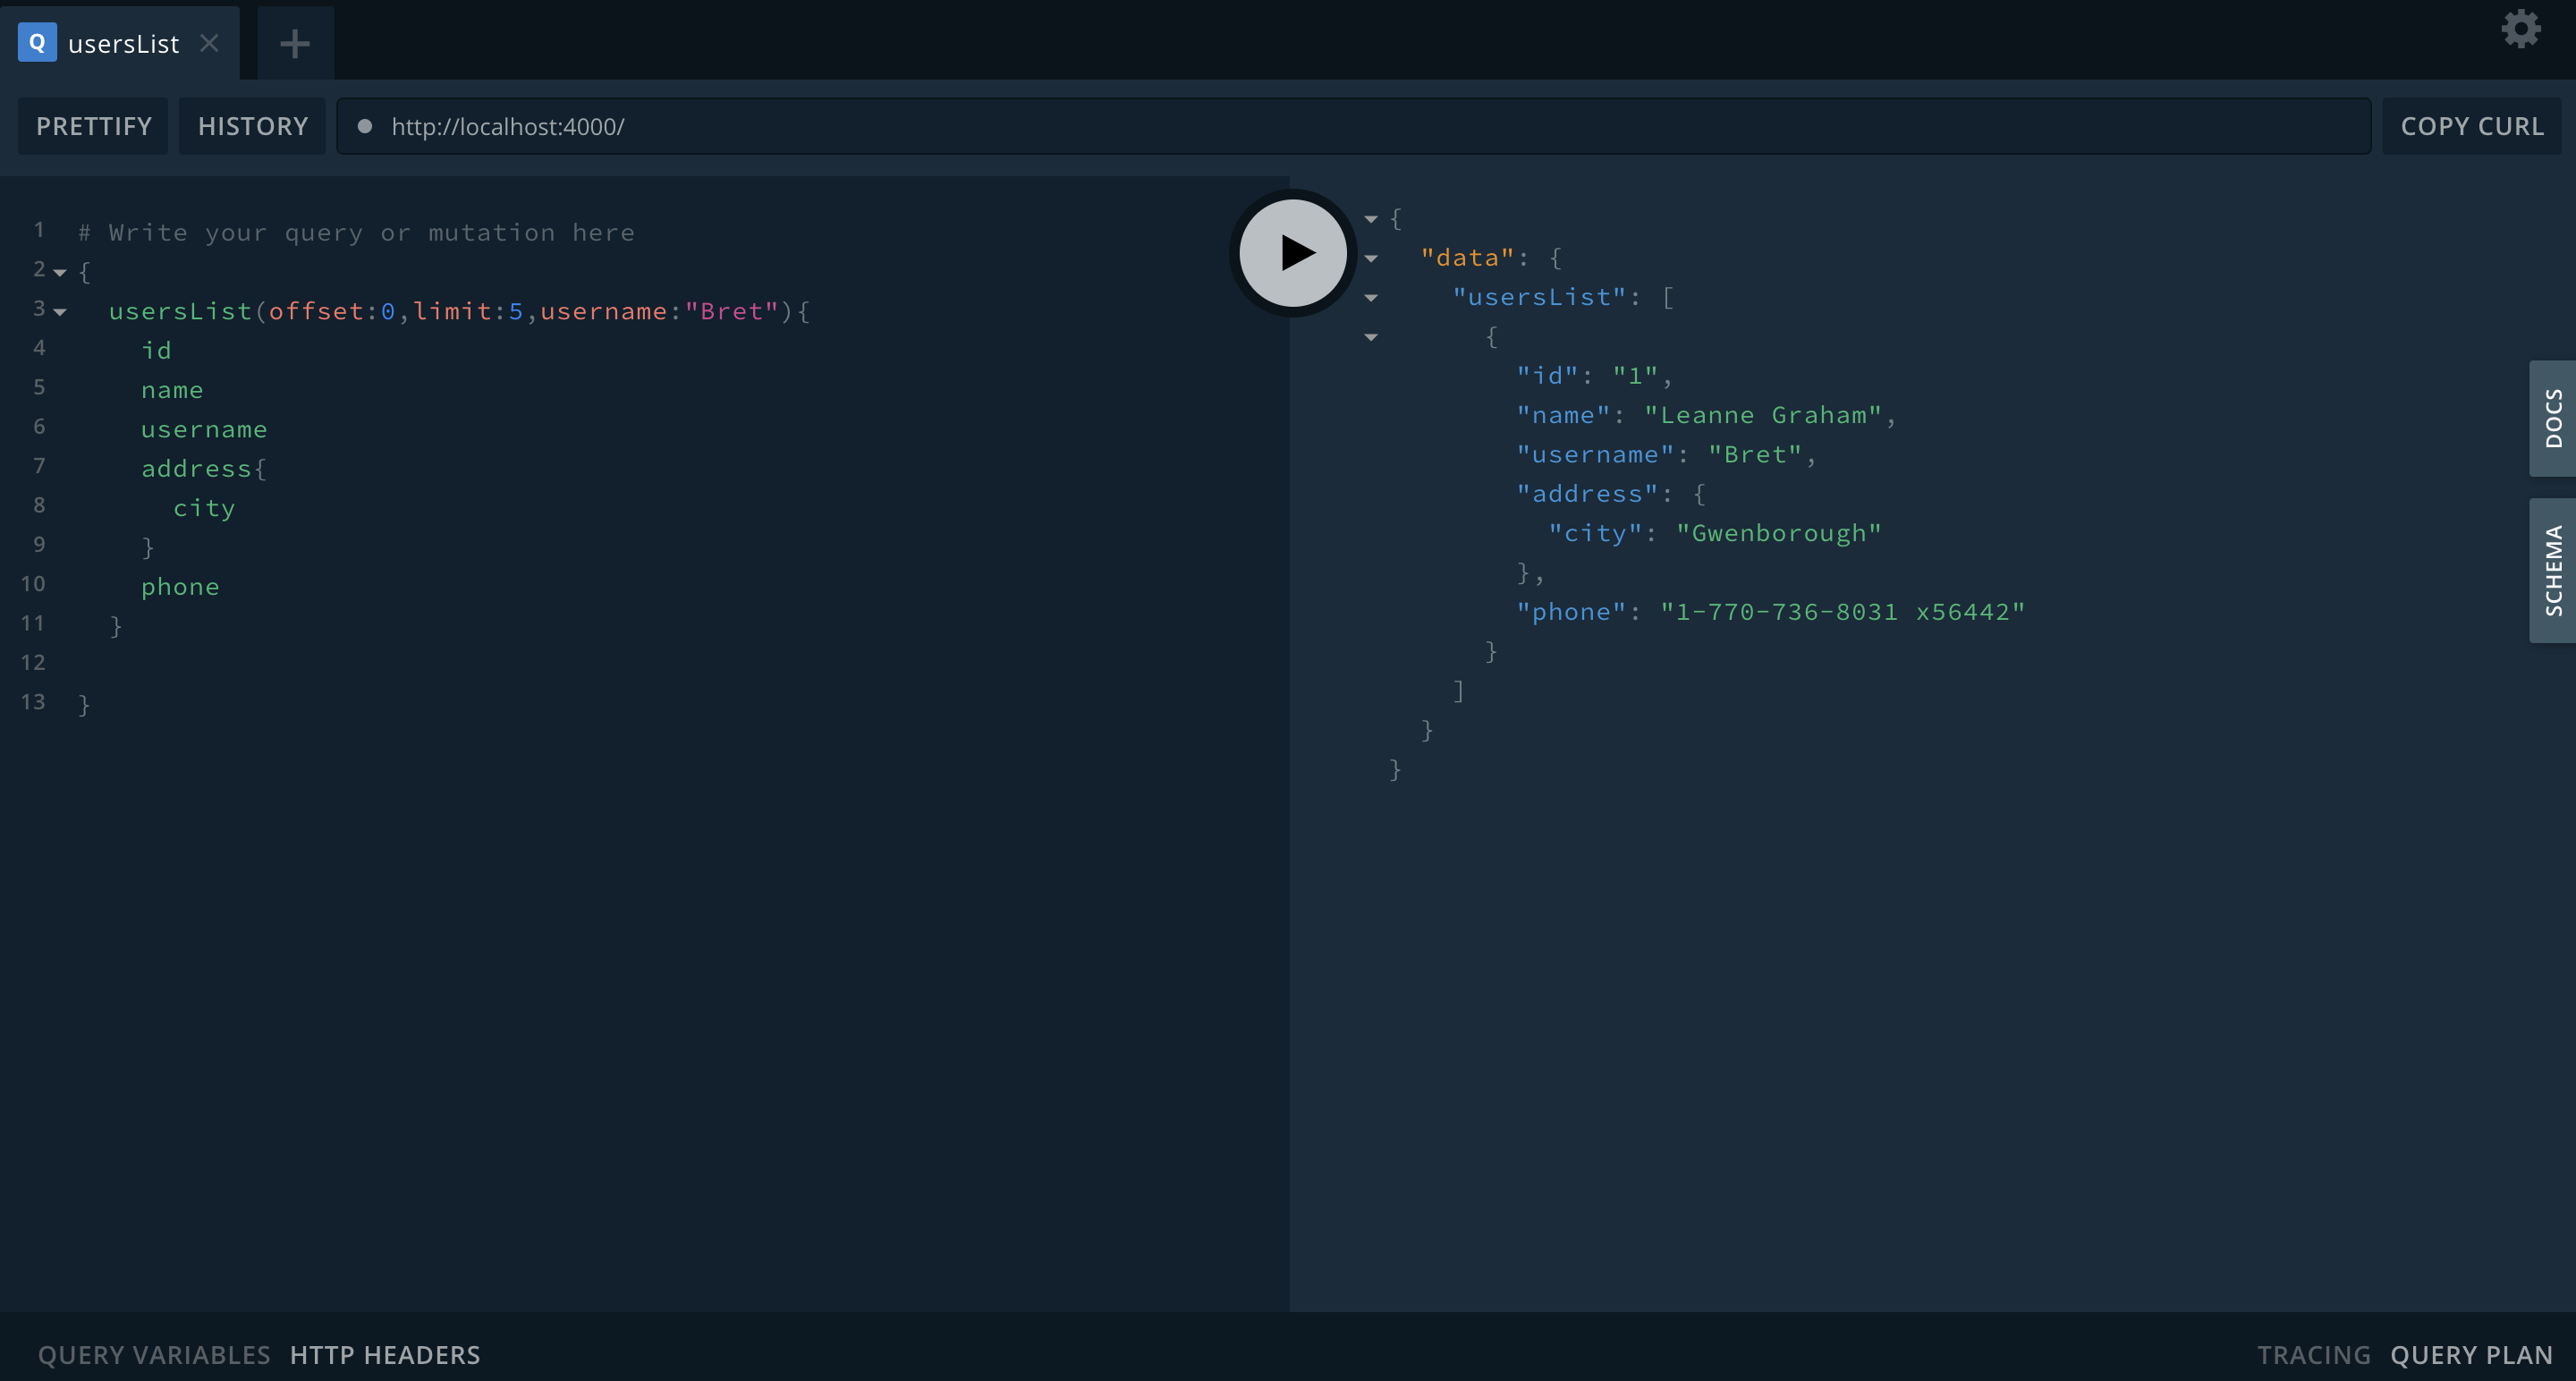 Q usersList
PRETTIFY HISTORY http://localhost:4000/ COPY CURL
1 # Write your query or mutation here
2 {
3 usersList(offset:0,limit:5,username:"Bret"){
4 id
5 name
6 username
7 address{
8 city
9 }
10 phone
11 }
12
13 }
{
"data": {
"usersList": [
{
"id": "1",
"name": "Leanne Graham",
"username": "Bret",
"address": {
"city": "Gwenborough"
},
"phone": "1-770-736-8031 x56442"
}
]
}
}
DOCS
SCHEMA
QUERY VARIABLES HTTP HEADERS
TRACING QUERY PLAN